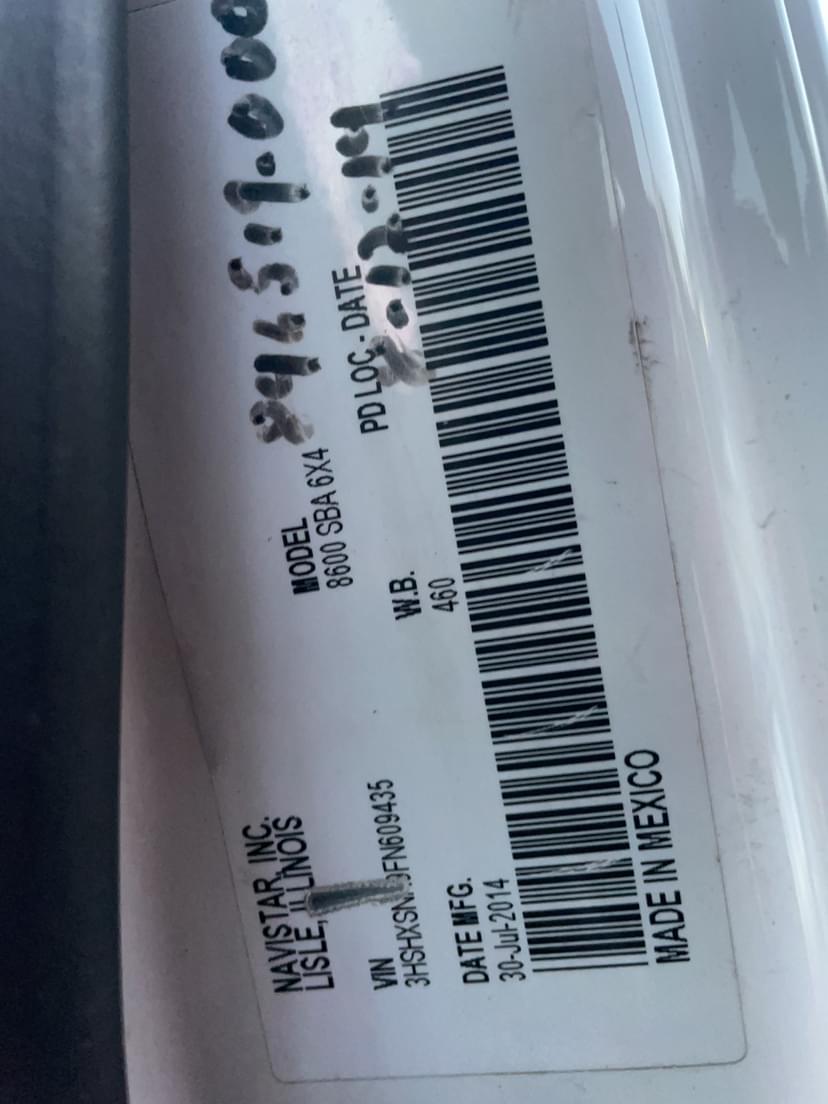 NAVISTAR, INC.
LISLE, ILLINOIS
MODEL
8600 SBA 6X4
VIN
W.B.
460
PD LOC - DATE
DATE MFG.
30-Jul-2014
MADE IN MEXICO